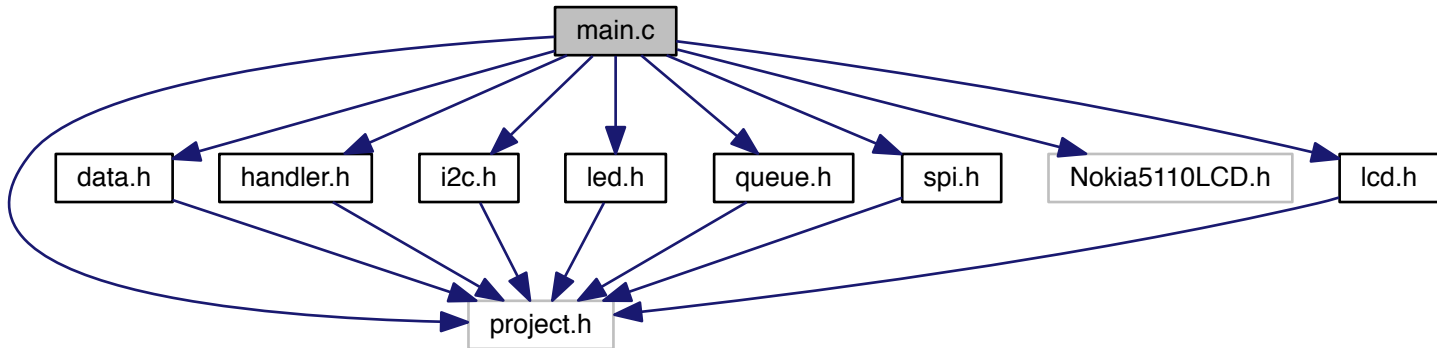 main.c
data.h
handler.h
i2c.h
led.h
queue.h
spi.h
Nokia5110LCD.h
lcd.h
project.h